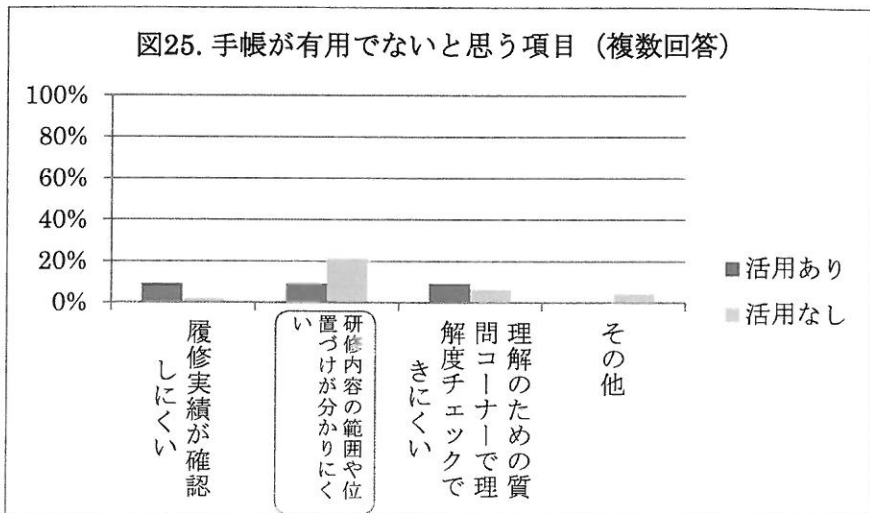 図25. 手帳が有用でないと思う項目（複数回答）
100%
80%
60%
40%
20%
0%
活用あり
活用なし
履修実績が確認
しにくい
研修内容の範囲や位
置づけが分かりにく
い
理解のための質
問コーナーで理
解度チェックで
きにくい
その他